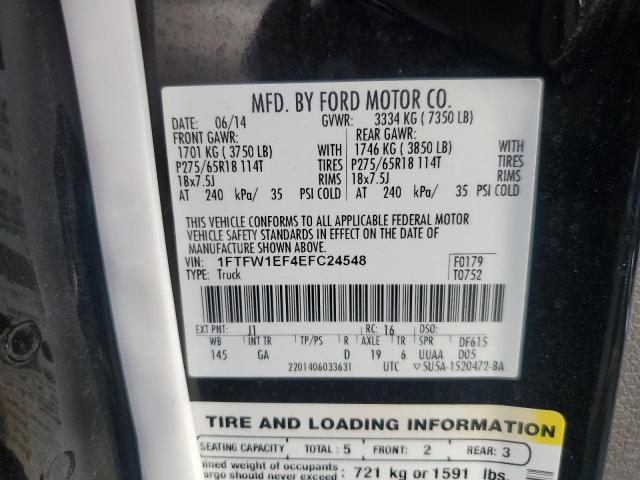 MFD. BY FORD MOTOR CO.
DATE: 06/14 GVWR: 3334 KG ( 7350 LB)
FRONT GAWR: REAR GAWR:
1701 KG ( 3750 LB) WITH 1746 KG ( 3850 LB) WITH
P275/65R18 114T TIRES P275/65R18 114T TIRES
18x7.5J RIMS 18x7.5J RIMS
AT 240 kPa/ 35 PSI COLD AT 240 kPa/ 35 PSI COLD
THIS VEHICLE CONFORMS TO ALL APPLICABLE FEDERAL MOTOR
VEHICLE SAFETY STANDARDS IN EFFECT ON THE DATE OF
MANUFACTURE SHOWN ABOVE.
VIN: 1FTFW1EF4EFC24548 F0179
TYPE: Truck T0752
EXT PNT: J1 RC: 16 DSO:
WB INT TR TP/PS R AXLE TR SPR DF615
145 GA D 19 6 UUAA D05
2201406033631 UTC ▽5U5A-1520472-BA
TIRE AND LOADING INFORMATION
SEATING CAPACITY TOTAL : 5 FRONT: 2 REAR: 3
weight of occupants
should never exceed 721 kg or 1591 lbs.